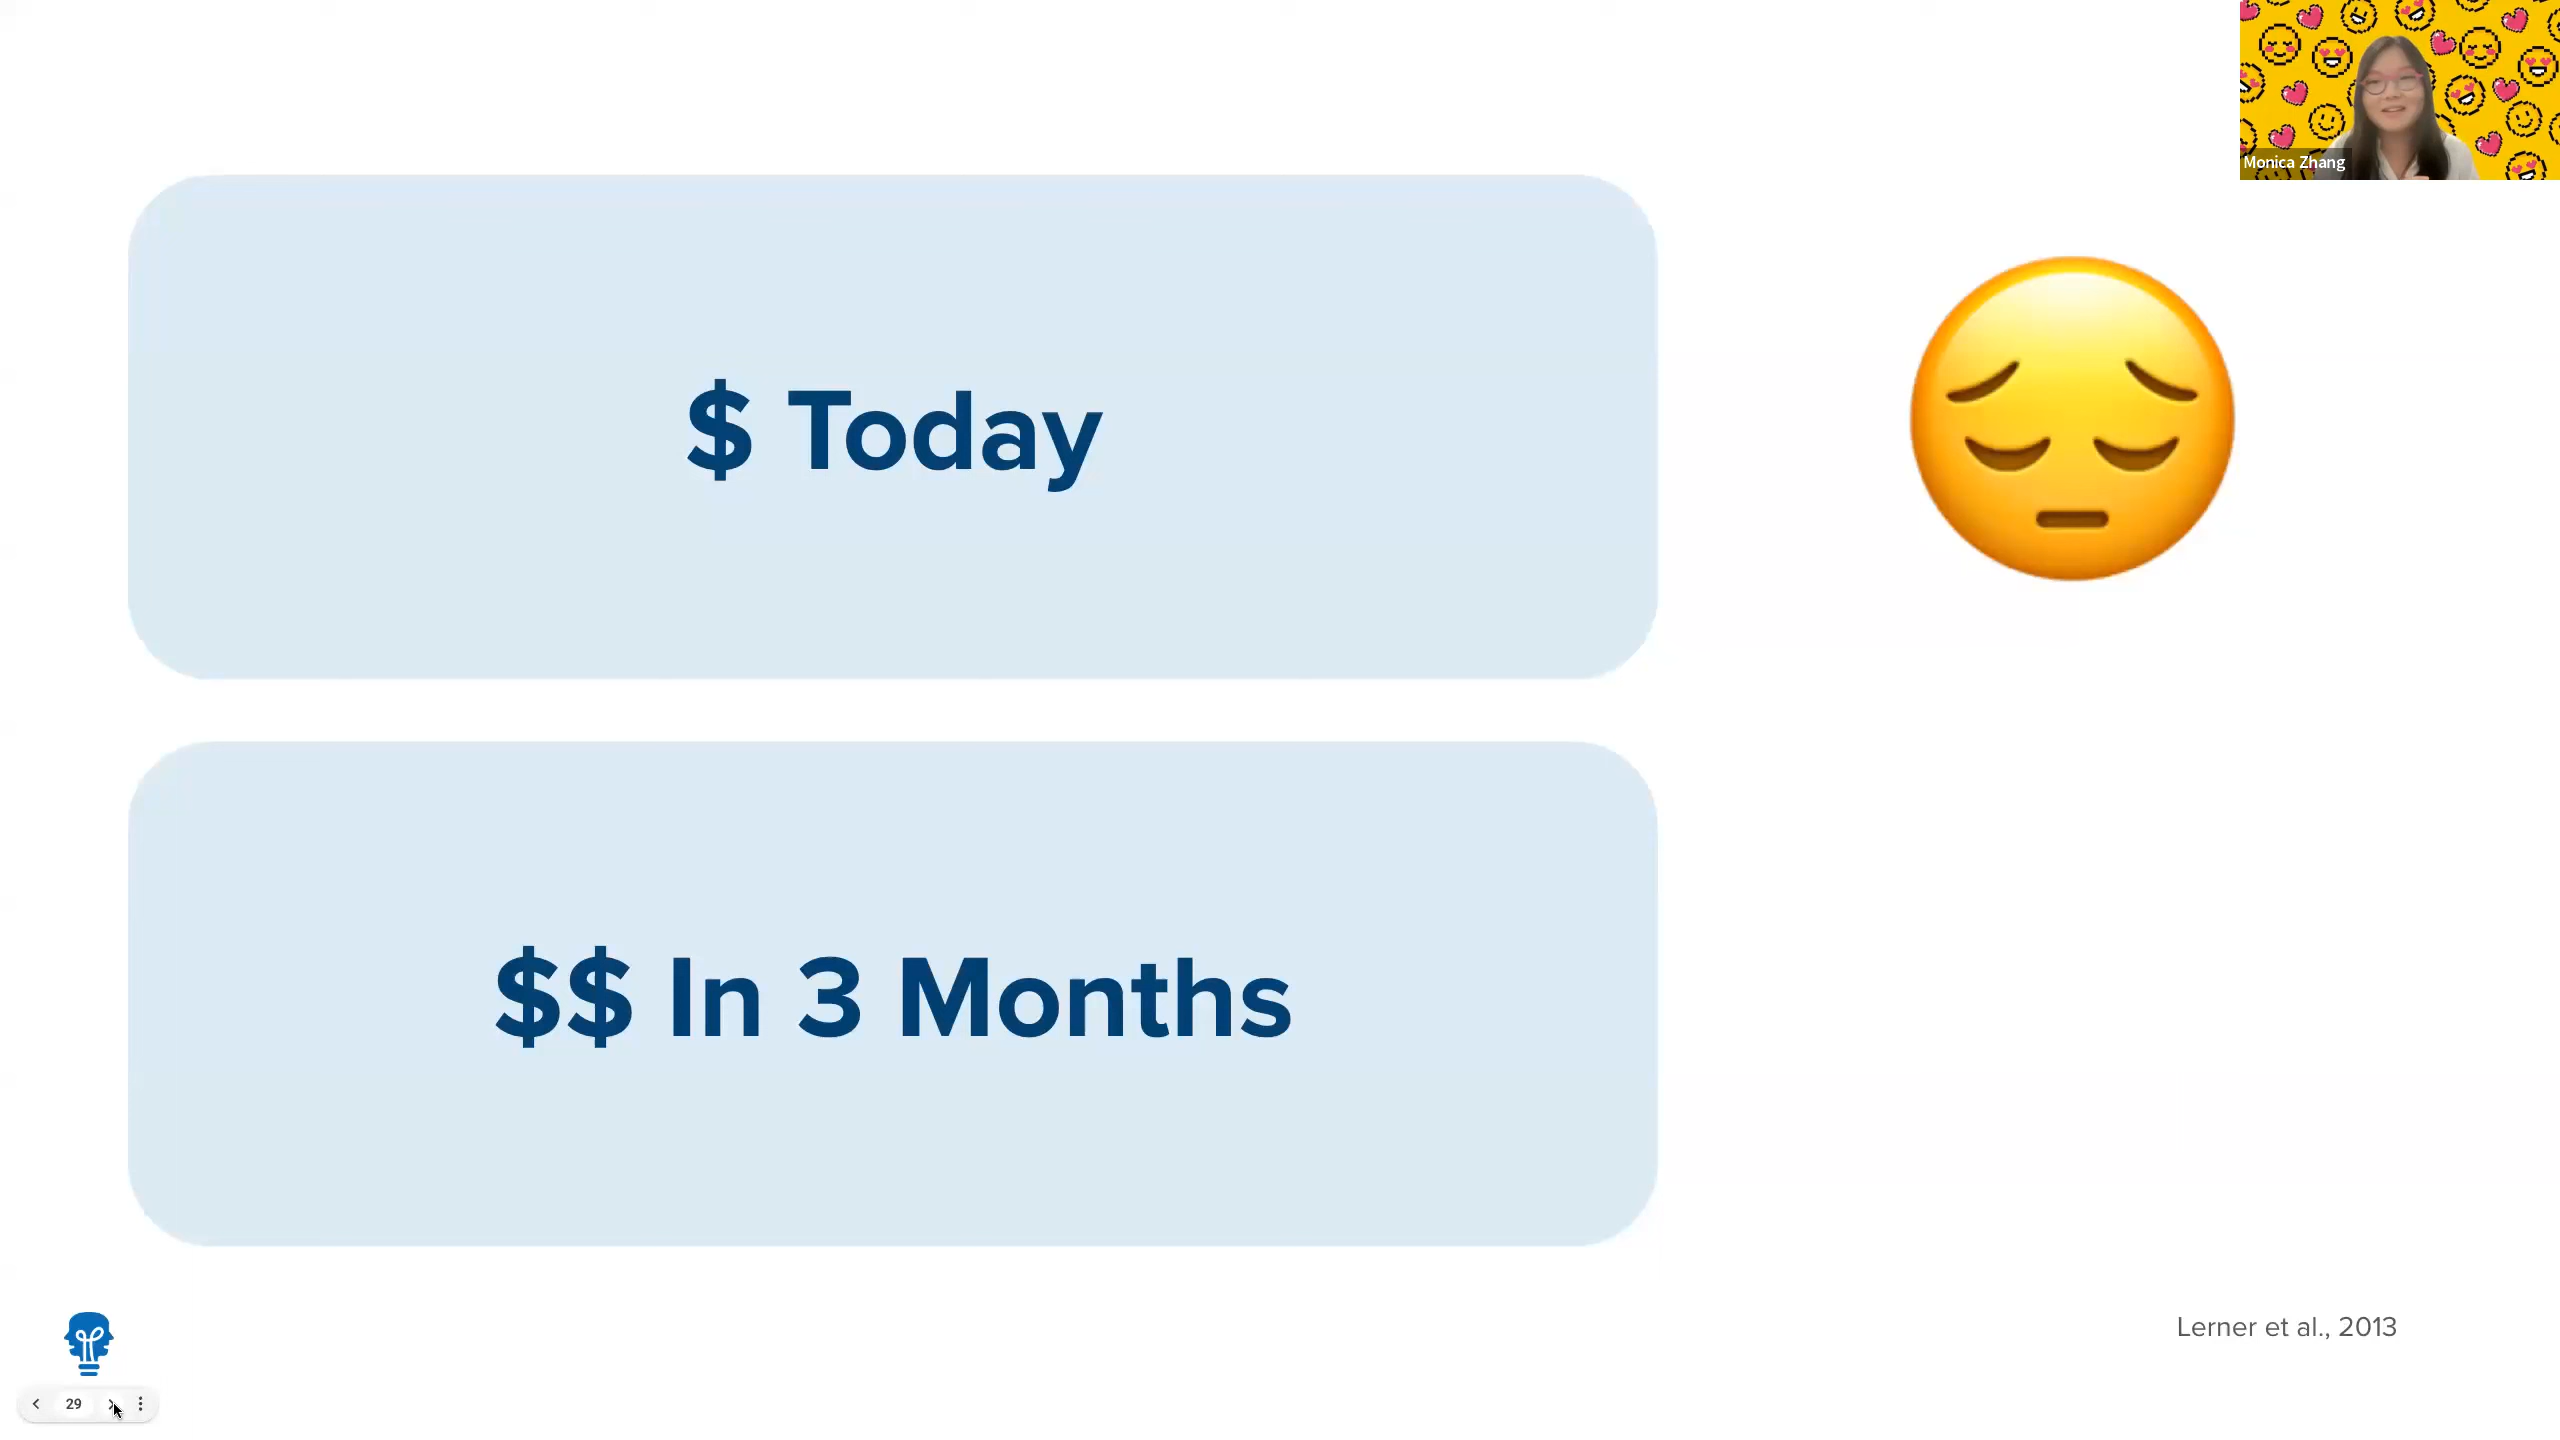 Monica Zhang
$ Today
$$ In 3 Months
Lerner et al., 2013
29